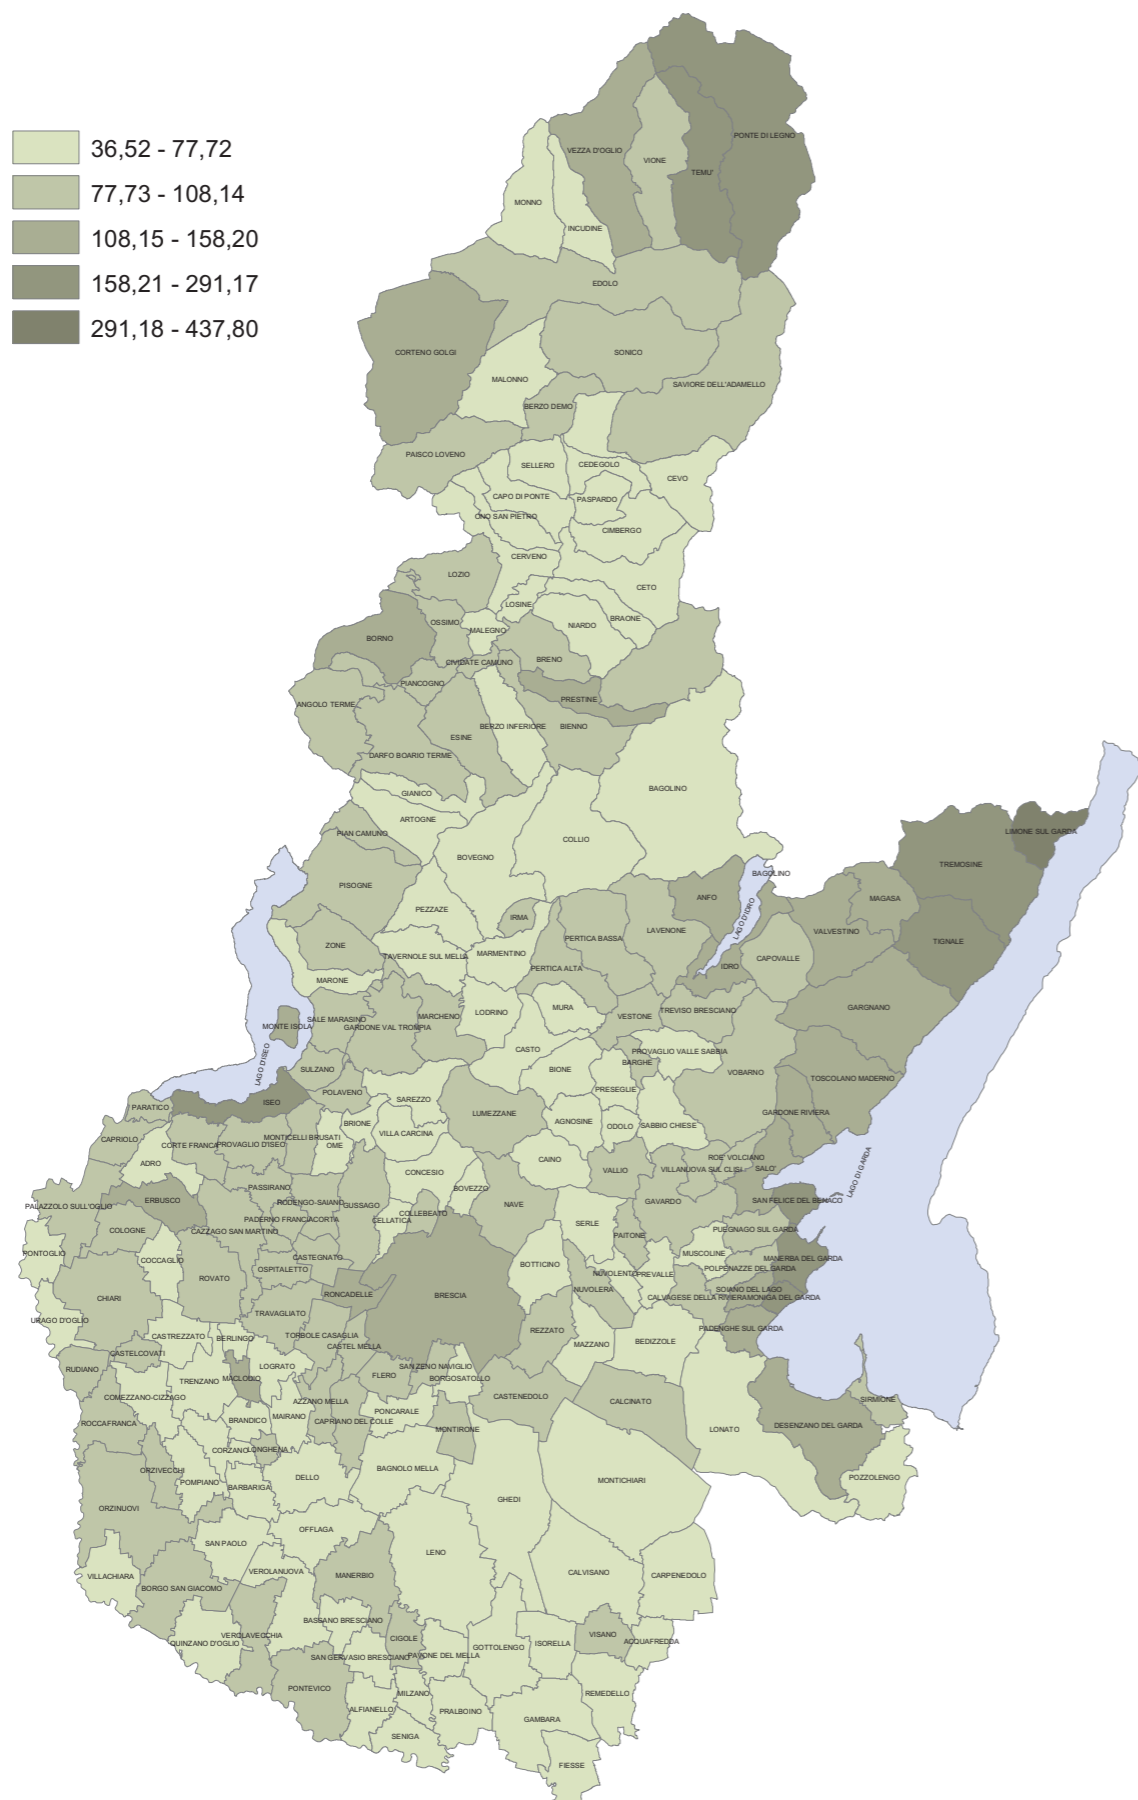 36,52 - 77,72
77,73 - 108,14
108,15 - 158,20
158,21 - 291,17
291,18 - 437,80
PONTE DI LEGNO
VEZZA D'OGLIO
VIONE
TEMU'
MONNO
INCUDINE
EDOLO
CORTENO GOLGI
SONICO
MALONNO
SAVIORE DELL'ADAMELLO
BERZO DEMO
PAISCO LOVENO
SELLERO
CEDEGOLO
CEVO
CAPO DI PONTE
PASPARDO
ONO SAN PIETRO
CIMBERGO
CERVENO
LOZIO
CETO
LOSINE
BRAONE
OSSIMO
MALEGNO
NIARDO
BORNO
CIVIDATE CAMUNO
BRENO
PIANCOGNO
PRESTINE
ANGOLO TERME
BERZO INFERIORE
BIENNO
ESINE
DARFO BOARIO TERME
BAGOLINO
GIANICO
ARTOGNE
PIAN CAMUNO
COLLIO
LIMONE SUL GARDA
BOVEGNO
TREMOSINE
BAGOLINO
PISOGNE
ANFO
MAGASA
PEZZAZE
IRMA
LAGO D'IDRO
LAVENONE
VALVESTINO
PERTICA BASSA
TIGNALE
ZONE
TAVERNOLE SUL MELLA
MARMENTINO
CAPOVALLE
PERTICA ALTA
IDRO
MARONE
GARGNANO
MURA
TREVISO BRESCIANO
LODRINO
VESTONE
MARCHENO
SALE MARASINO
MONTE ISOLA
GARDONE VAL TROMPIA
CASTO
PROVAGLIO VALLE SABBIA
LAGO D'ISEO
BARGHE
BIONE
SULZANO
VOBARNO
TOSCOLANO MADERNO
POLAVENO
PRESEGLIE
SAREZZO
ISEO
PARATICO
LUMEZZANE
GARDONE RIVIERA
BRIONE
AGNOSINE
ODOLO
SABBIO CHIESE
VILLA CARCINA
CAPRIOLO
CORTE FRANCA
PROVAGLIO D'ISEO
MONTICELLI BRUSATI
OME
ROE' VOLCIANO
LAGO DI GARDA
ADRO
CONCESIO
CAINO
VALLIO
VILLANUOVA SUL CLISI
SALO'
BOVEZZO
PASSIRANO
ERBUSCO
RODENGO-SAIANO
GUSSAGO
NAVE
GAVARDO
SAN FELICE DEL BENACO
PALAZZOLO SULL'OGLIO
COLLEBEATO
CELLATICA
PADERNO FRANCIACORTA
SERLE
PUEGNAGO SUL GARDA
COLOGNE
CAZZAGO SAN MARTINO
PAITONE
PONTOGLIO
MUSCOLINE
MANERBA DEL GARDA
COCCAGLIO
CASTEGNATO
BOTTICINO
POLPENAZZE DEL GARDA
OSPITALETTO
NUVOLENTO
PREVALLE
ROVATO
NUVOLERA
SOIANO DEL LAGO
CHIARI
RONCADELLE
BRESCIA
CALVAGESE DELLA RIVIERA
MONIGA DEL GARDA
URAGO D'OGLIO
TRAVAGLIATO
REZZATO
PADENGHE SUL GARDA
CASTREZZATO
BERLINGO
TORBOLE CASAGLIA
BEDIZZOLE
CASTEL MELLA
MAZZANO
CASTELCOVATI
RUDIANO
LOGRATO
SAN ZENO NAVIGLIO
FLERO
BORGOSATOLLO
MACLODIO
TRENZANO
COMEZZANO-CIZZAGO
CASTENEDOLO
AZZANO MELLA
CALCINATO
SIRMIONE
PONCARALE
MAIRANO
BRANDICO
CAPRIANO DEL COLLE
ROCCAFRANCA
DESENZANO DEL GARDA
LONATO
MONTIRONE
CORZANO
LONGHENA
ORZIVECCHI
BAGNOLO MELLA
POMPIANO
DELLO
POZZOLENGO
MONTICHIARI
BARBARIGA
GHEDI
ORZINUOVI
OFFLAGA
SAN PAOLO
LENO
VEROLANUOVA
CALVISANO
VILLACHIARA
MANERBIO
CARPENEDOLO
BORGO SAN GIACOMO
BASSANO BRESCIANO
VEROLAVECCHIA
VISANO
CIGOLE
ACQUAFREDDA
QUINZANO D'OGLIO
ISORELLA
GOTTOLENGO
PAVONE DEL MELLA
SAN GERVASIO BRESCIANO
PONTEVICO
MILZANO
REMEDELLO
ALFIANELLO
PRALBOINO
GAMBARA
SENIGA
FIESSE